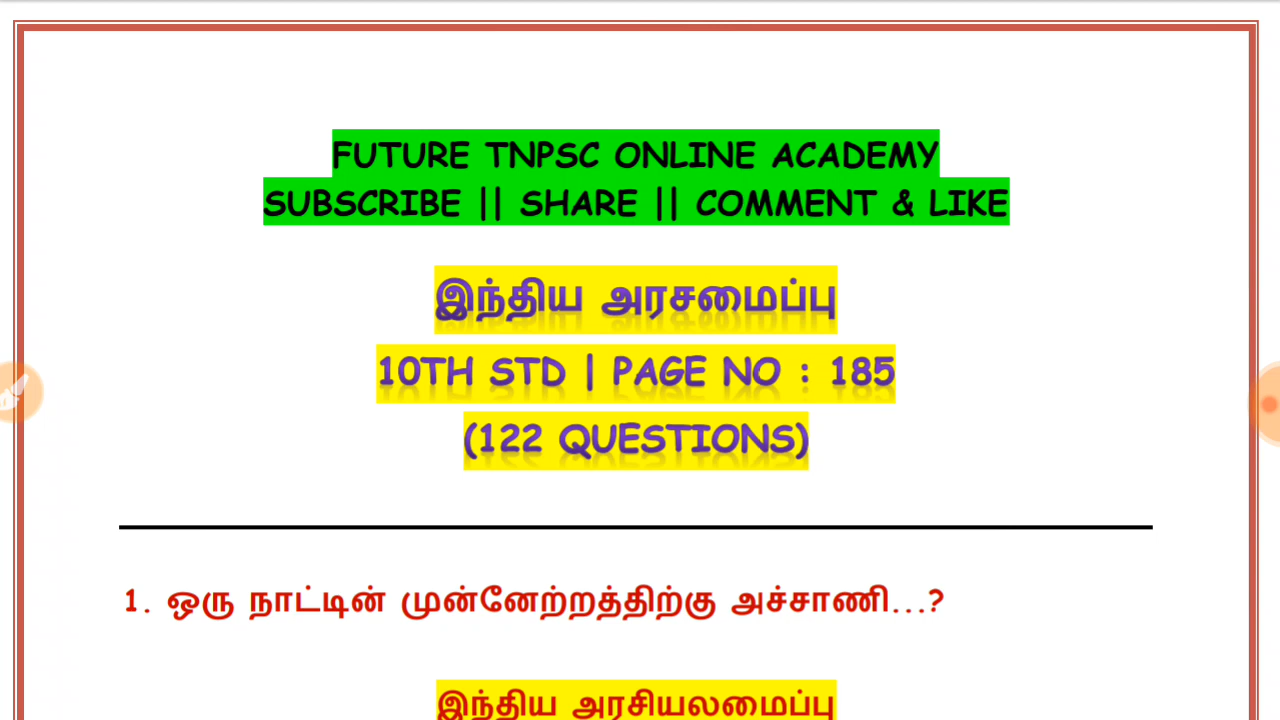 FUTURE TNPSC ONLINE ACADEMY
SUBSCRIBE || SHARE || COMMENT & LIKE
இந்திய அரசமைப்பு
10TH STD | PAGE NO : 185
(122 QUESTIONS)
1. ஒரு நாட்டின் முன்னேற்றத்திற்கு அச்சாணி...?
இந்திய அரசியலமைப்பு